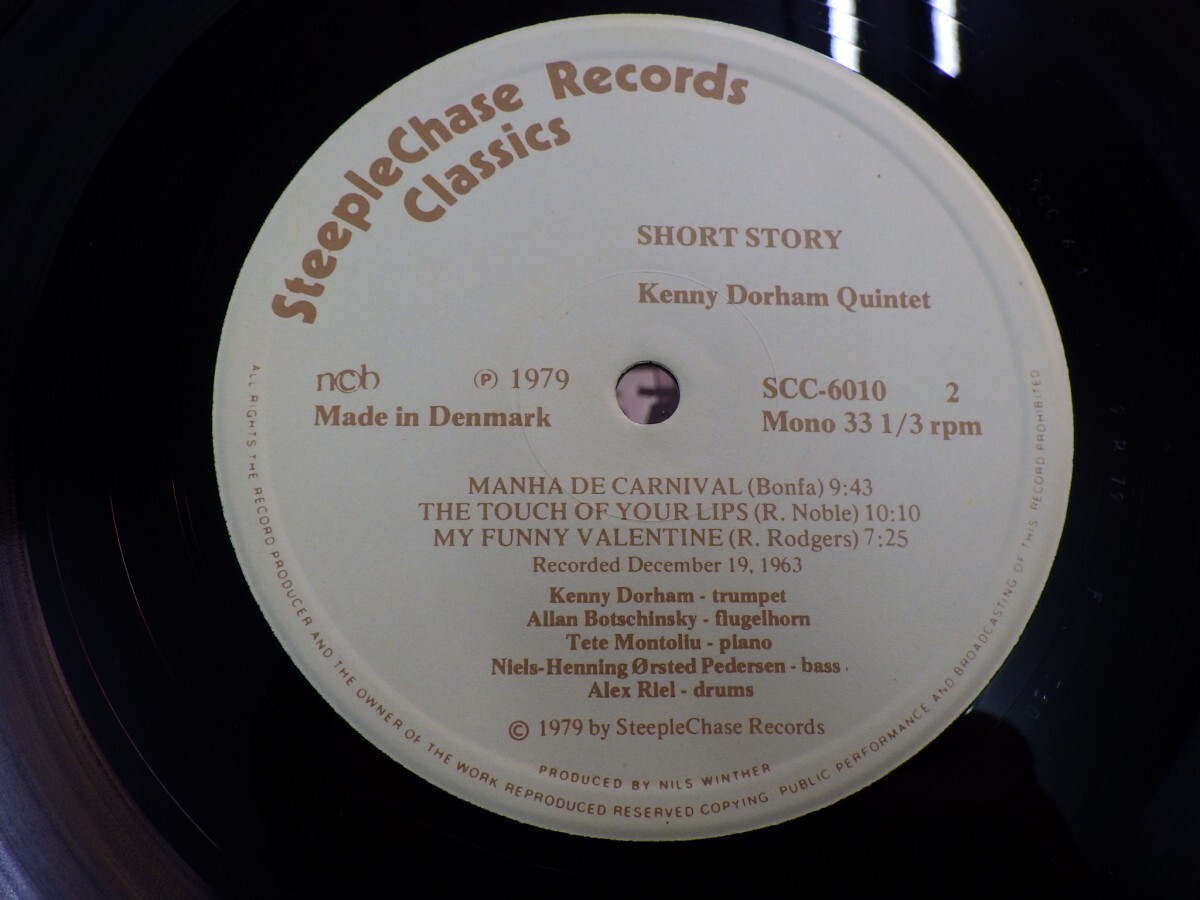 SteepleChase Records
Classics
SHORT STORY
Kenny Dorham Quintet
ncb
Ⓟ 1979
Made in Denmark
SCC-6010 2
Mono 33 1/3 rpm
MANHA DE CARNIVAL (Bonfa) 9:43
THE TOUCH OF YOUR LIPS (R. Noble) 10:10
MY FUNNY VALENTINE (R. Rodgers) 7:25
Recorded December 19, 1963
Kenny Dorham - trumpet
Allan Botschinsky - flugelhorn
Tete Montoliu - piano
Niels-Henning Ørsted Pedersen - bass
Alex Riel - drums
© 1979 by SteepleChase Records
PRODUCED BY NILS WINTHER
ALL RIGHTS THE RECORD PRODUCER AND THE OWNER OF THE WORK REPRODUCED RESERVED COPYING PUBLIC PERFORMANCE AND BROADCASTING OF THIS RECORD PROHIBITED